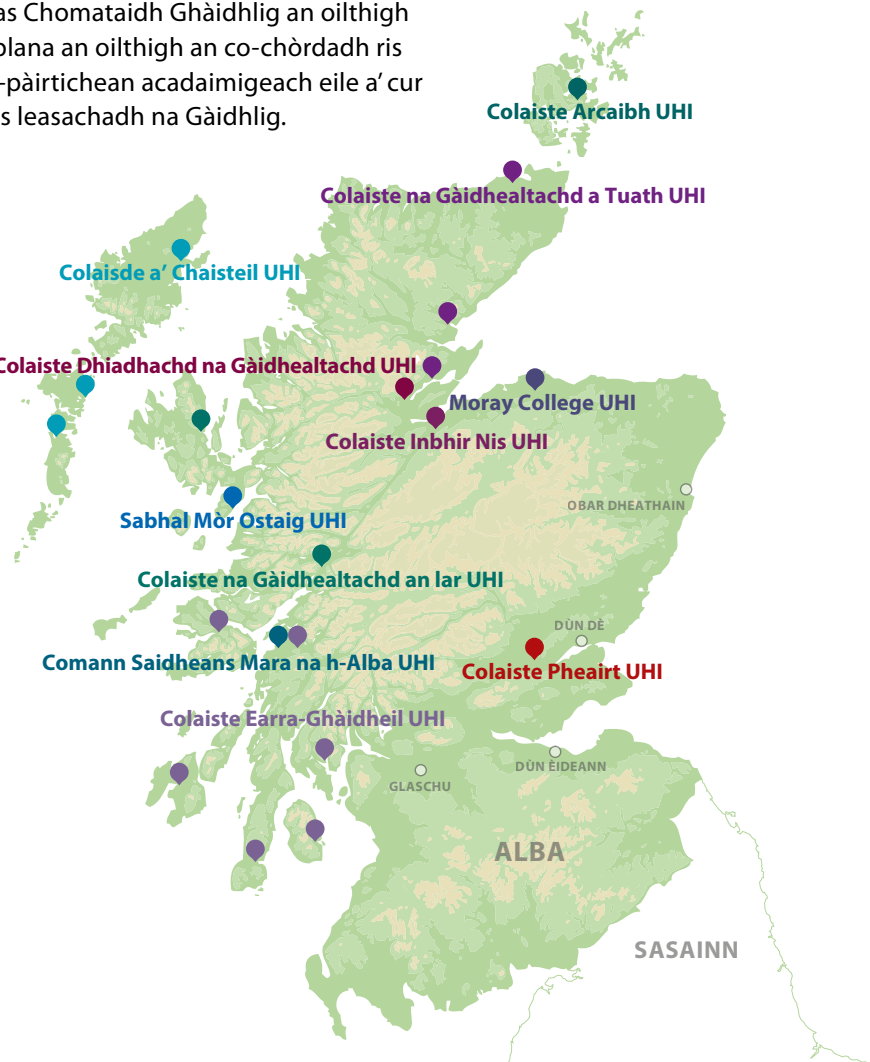 as Chomataidh Ghàidhlig an oilthigh
plana an oilthigh an co-chòrdadh ris
-pàirtichean acadaimigeach eile a' cur
s leasachadh na Gàidhlig.
Colaiste Arcaibh UHI
Colaiste na Gàidhealtachd a Tuath UHI
Colaisde a' Chaisteil UHI
Colaiste Dhiadhachd na Gàidhealtachd UHI
Moray College UHI
Colaiste Inbhir Nis UHI
OBAR DHEATHAIN
Sabhal Mòr Ostaig UHI
Colaiste na Gàidhealtachd an Iar UHI
DÙN DÈ
Comann Saidheans Mara na h-Alba UHI
Colaiste Pheairt UHI
Colaiste Earra-Ghàidheil UHI
DÙN ÈIDEANN
GLASCHU
ALBA
SASAINN